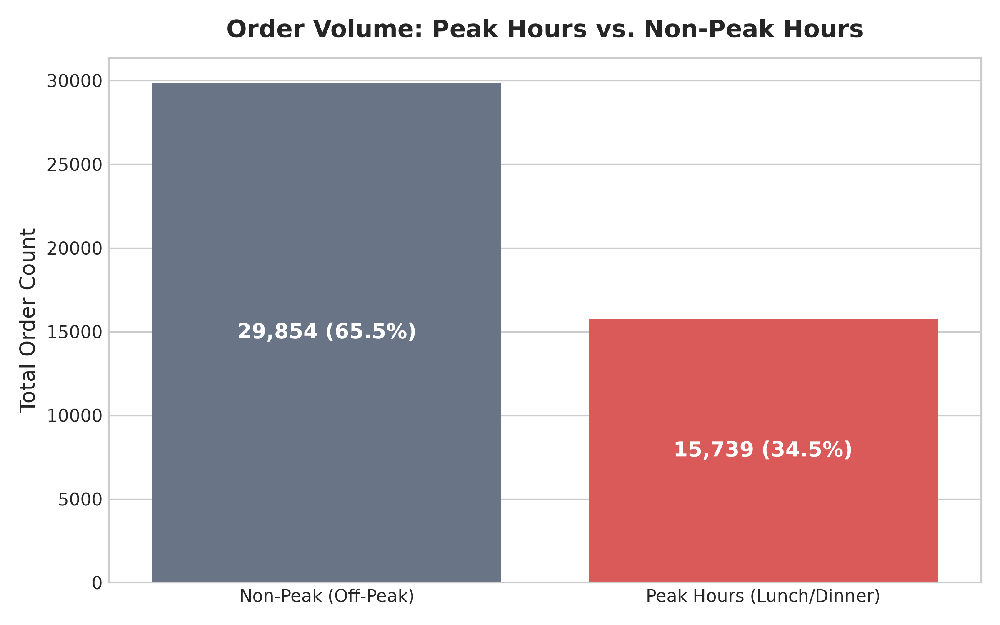 Order Volume: Peak Hours vs. Non-Peak Hours
Total Order Count
30000
25000
20000
15000
10000
5000
0
29,854 (65.5%)
15,739 (34.5%)
Non-Peak (Off-Peak)
Peak Hours (Lunch/Dinner)